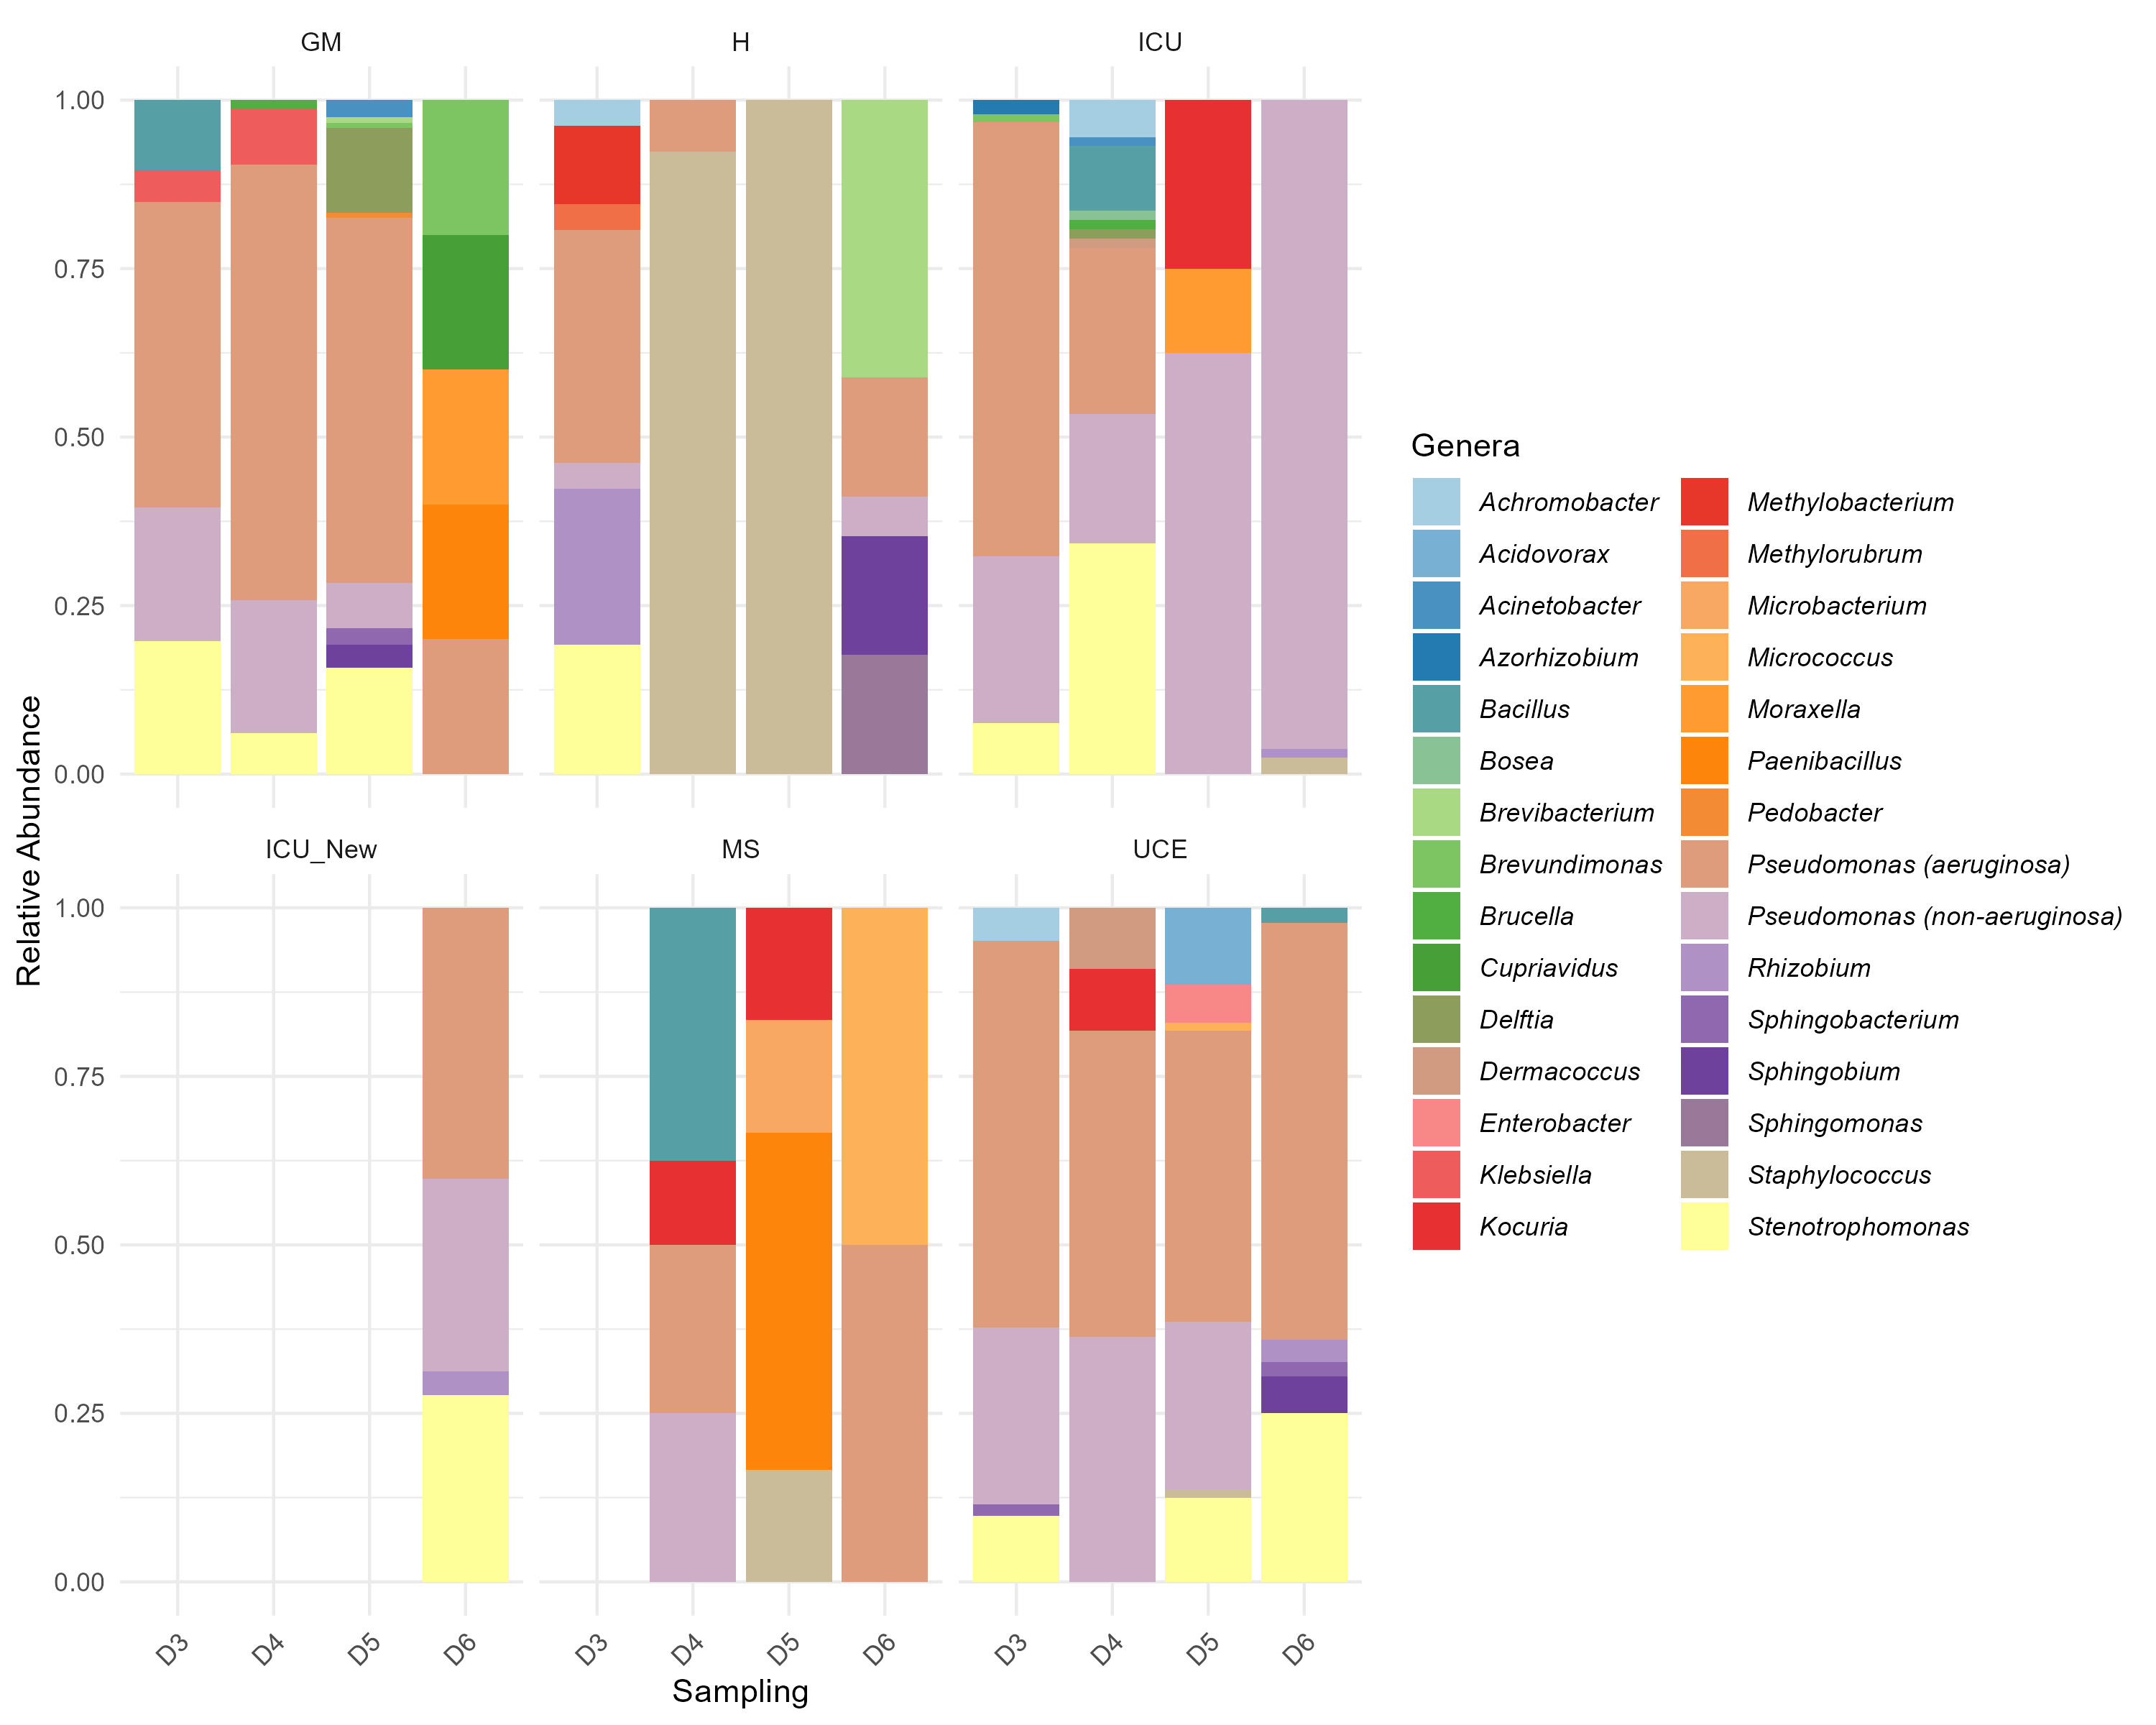 GM H ICU
1.00
0.75
0.50
0.25
0.00
ICU_New MS UCE
1.00
0.75
0.50
0.25
0.00
D3 D4 D5 D6 D3 D4 D5 D6 D3 D4 D5 D6
Sampling
Relative Abundance
Genera
Achromobacter
Acidovorax
Acinetobacter
Azorhizobium
Bacillus
Bosea
Brevibacterium
Brevundimonas
Brucella
Cupriavidus
Delftia
Dermacoccus
Enterobacter
Klebsiella
Kocuria
Methylobacterium
Methylorubrum
Microbacterium
Micrococcus
Moraxella
Paenibacillus
Pedobacter
Pseudomonas (aeruginosa)
Pseudomonas (non-aeruginosa)
Rhizobium
Sphingobacterium
Sphingobium
Sphingomonas
Staphylococcus
Stenotrophomonas